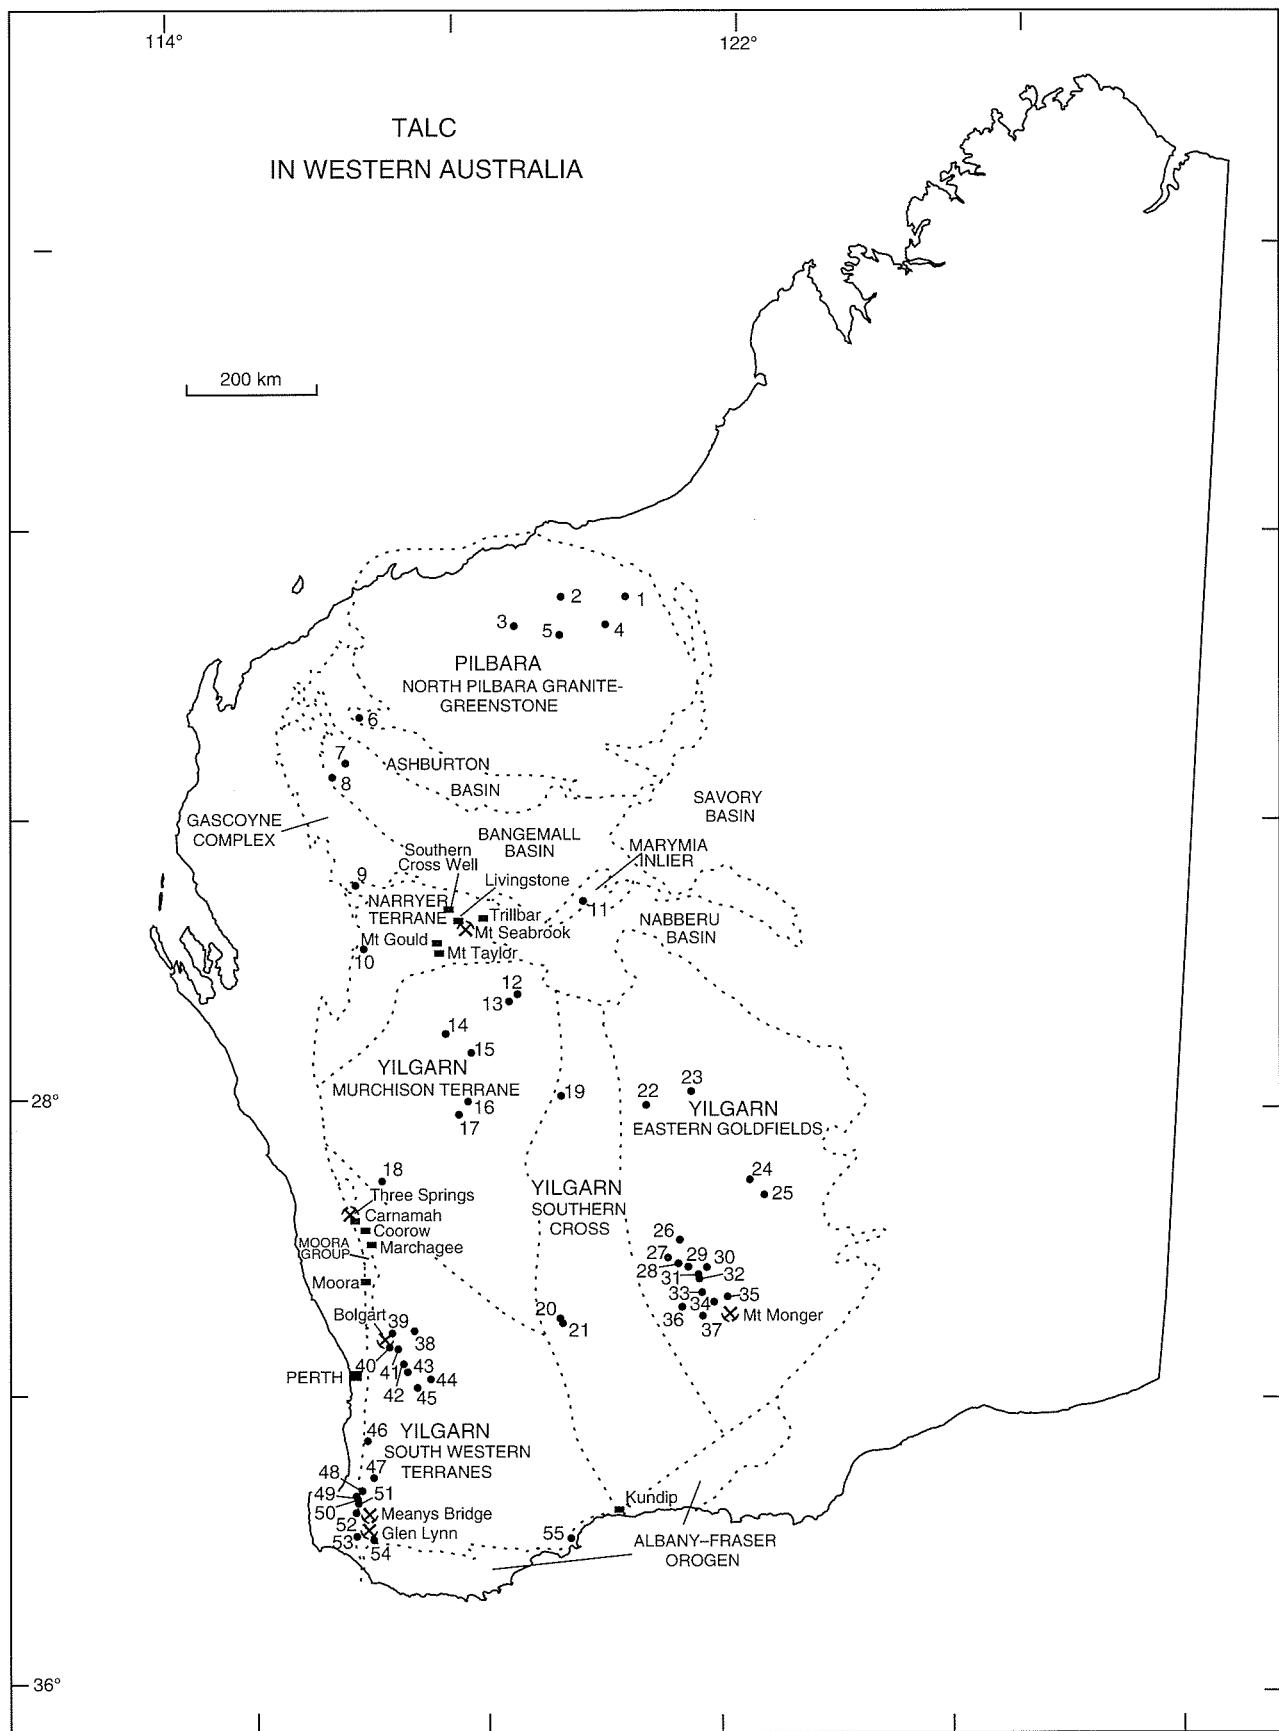 114°
122°
TALC
IN WESTERN AUSTRALIA
200 km
2
1
3
5
4
PILBARA
NORTH PILBARA GRANITE-
GREENSTONE
6
7
8
ASHBURTON
BASIN
SAVORY
BASIN
GASCOYNE
COMPLEX
BANGEMALL
BASIN
MARYMIA
INLIER
Southern
Cross Well
Livingstone
9
NARRYER
TERRANE
Trillbar
11
Mt Seabrook
NABBERU
BASIN
Mt Gould
Mt Taylor
10
12
13
14
15
YILGARN
MURCHISON TERRANE
16
17
19
22
23
YILGARN
EASTERN GOLDFIELDS
28°
18
24
25
YILGARN
SOUTHERN
CROSS
Three Springs
Carnamah
Coorow
MOORA
GROUP
Marchagee
Moora
26
27
29
30
28
31
32
33
34
35
36
37
Mt Monger
20
21
Bolgart
39
38
40
41
43
42
44
45
PERTH
46
YILGARN
SOUTH WESTERN
TERRANES
47
48
49
51
50
Meanys Bridge
52
Glen Lynn
53
54
Kundip
55
ALBANY–FRASER
OROGEN
36°